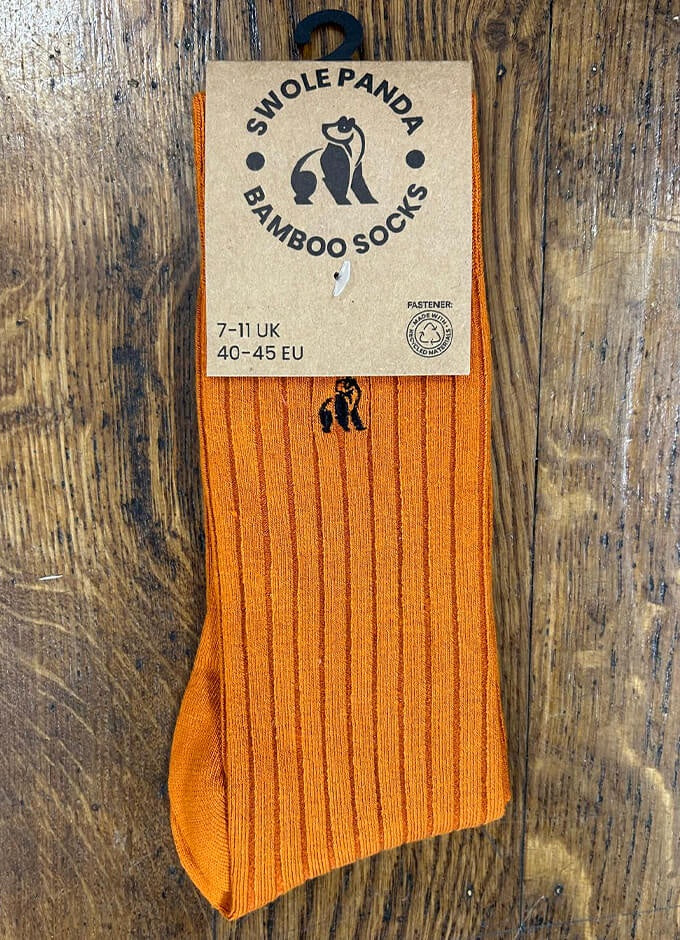 SWOLE PANDA
BAMBOO SOCKS
7-11 UK
40-45 EU
FASTENER:
MADE WITH
RECYCLED MATERIALS